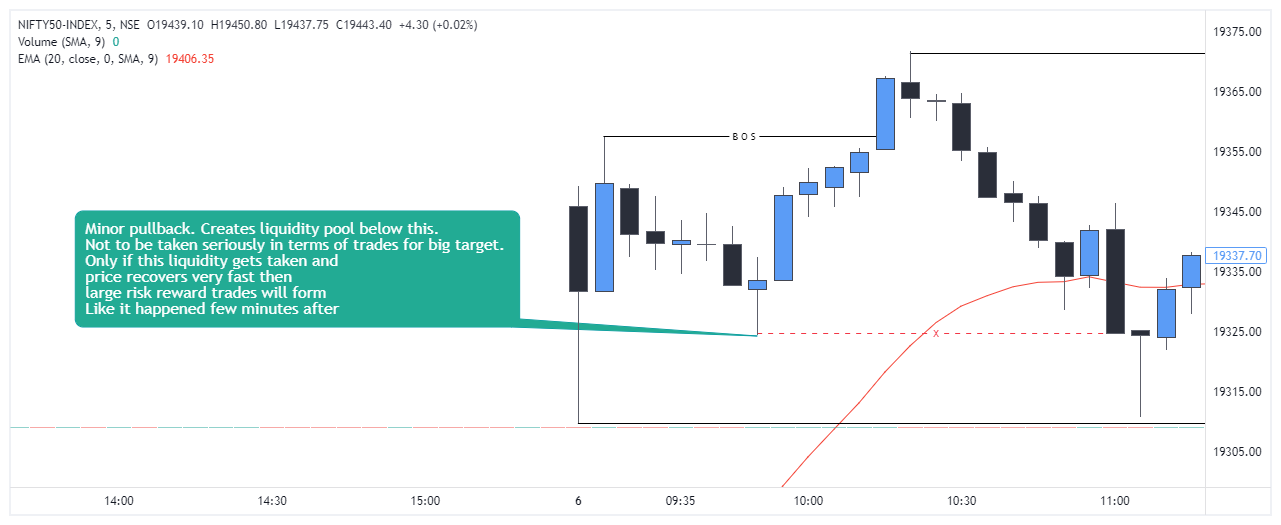 NIFTY50-INDEX, 5, NSE O19439.10 H19450.80 L19437.75 C19443.40 +4.30 (+0.02%)
Volume (SMA, 9) 0
EMA (20, close, 0, SMA, 9) 19406.35
19375.00
19365.00
B O S
19355.00
Minor pullback. Creates liquidity pool below this.
Not to be taken seriously in terms of trades for big target.
Only if this liquidity gets taken and
price recovers very fast then
large risk reward trades will form
Like it happened few minutes after
19345.00
19337.70
19335.00
X
19325.00
19315.00
19305.00
14:00 14:30 15:00 6 09:35 10:00 10:30 11:00